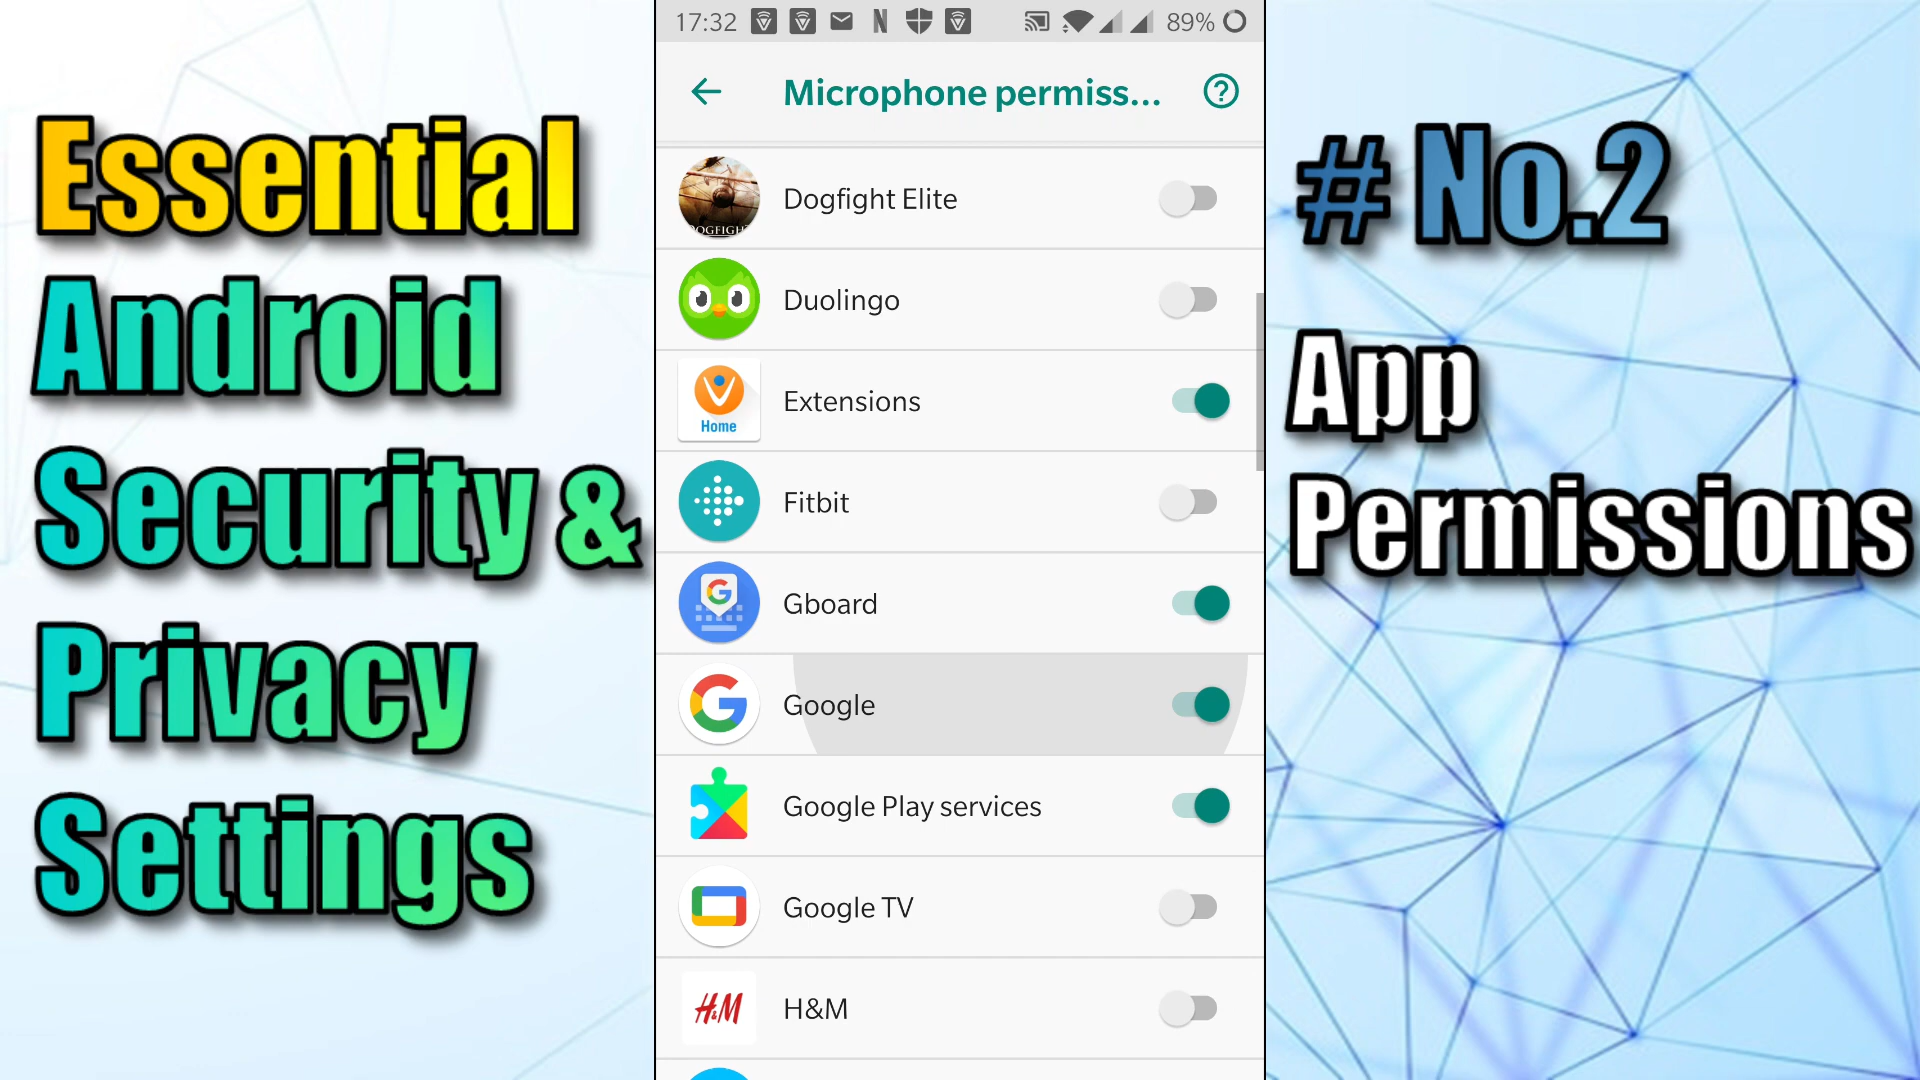 Essential
Android
Security &
Privacy
Settings
17:32
89%
Microphone permiss...
DOGFIGH
Dogfight Elite
Duolingo
Home
Extensions
Fitbit
Gboard
Google
Google Play services
Google TV
H&M
H&M
# No.2
App
Permissions